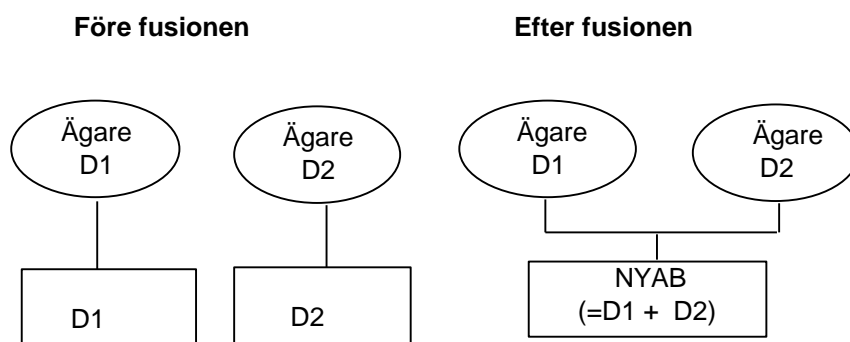 Före fusionen
Efter fusionen
Ägare
D1
Ägare
D2
Ägare
D1
Ägare
D2
D1
D2
NYAB
(=D1 + D2)